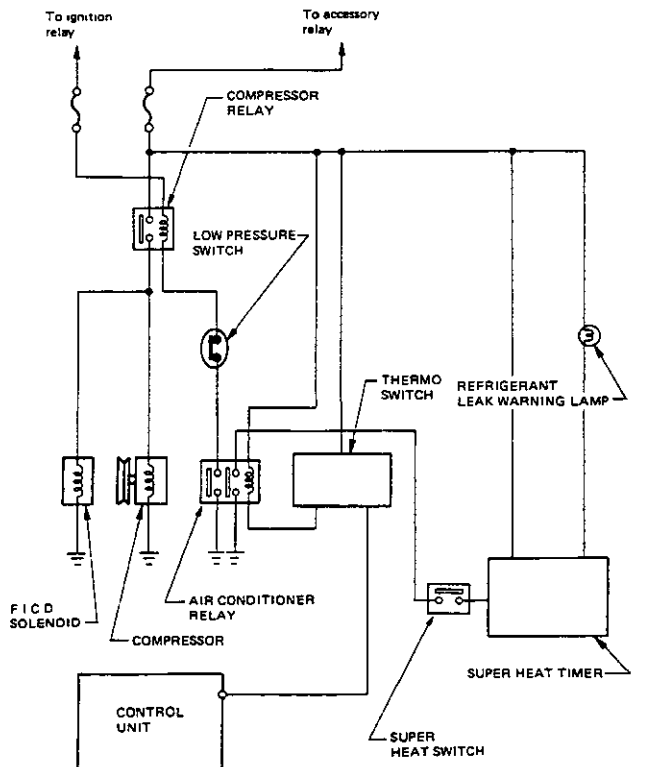 To ignition
relay
To accessory
relay
COMPRESSOR
RELAY
LOW PRESSURE
SWITCH
THERMO
SWITCH
REFRIGERANT
LEAK WARNING LAMP
F I C D
SOLENOID
COMPRESSOR
AIR CONDITIONER
RELAY
SUPER HEAT TIMER
CONTROL
UNIT
SUPER
HEAT SWITCH